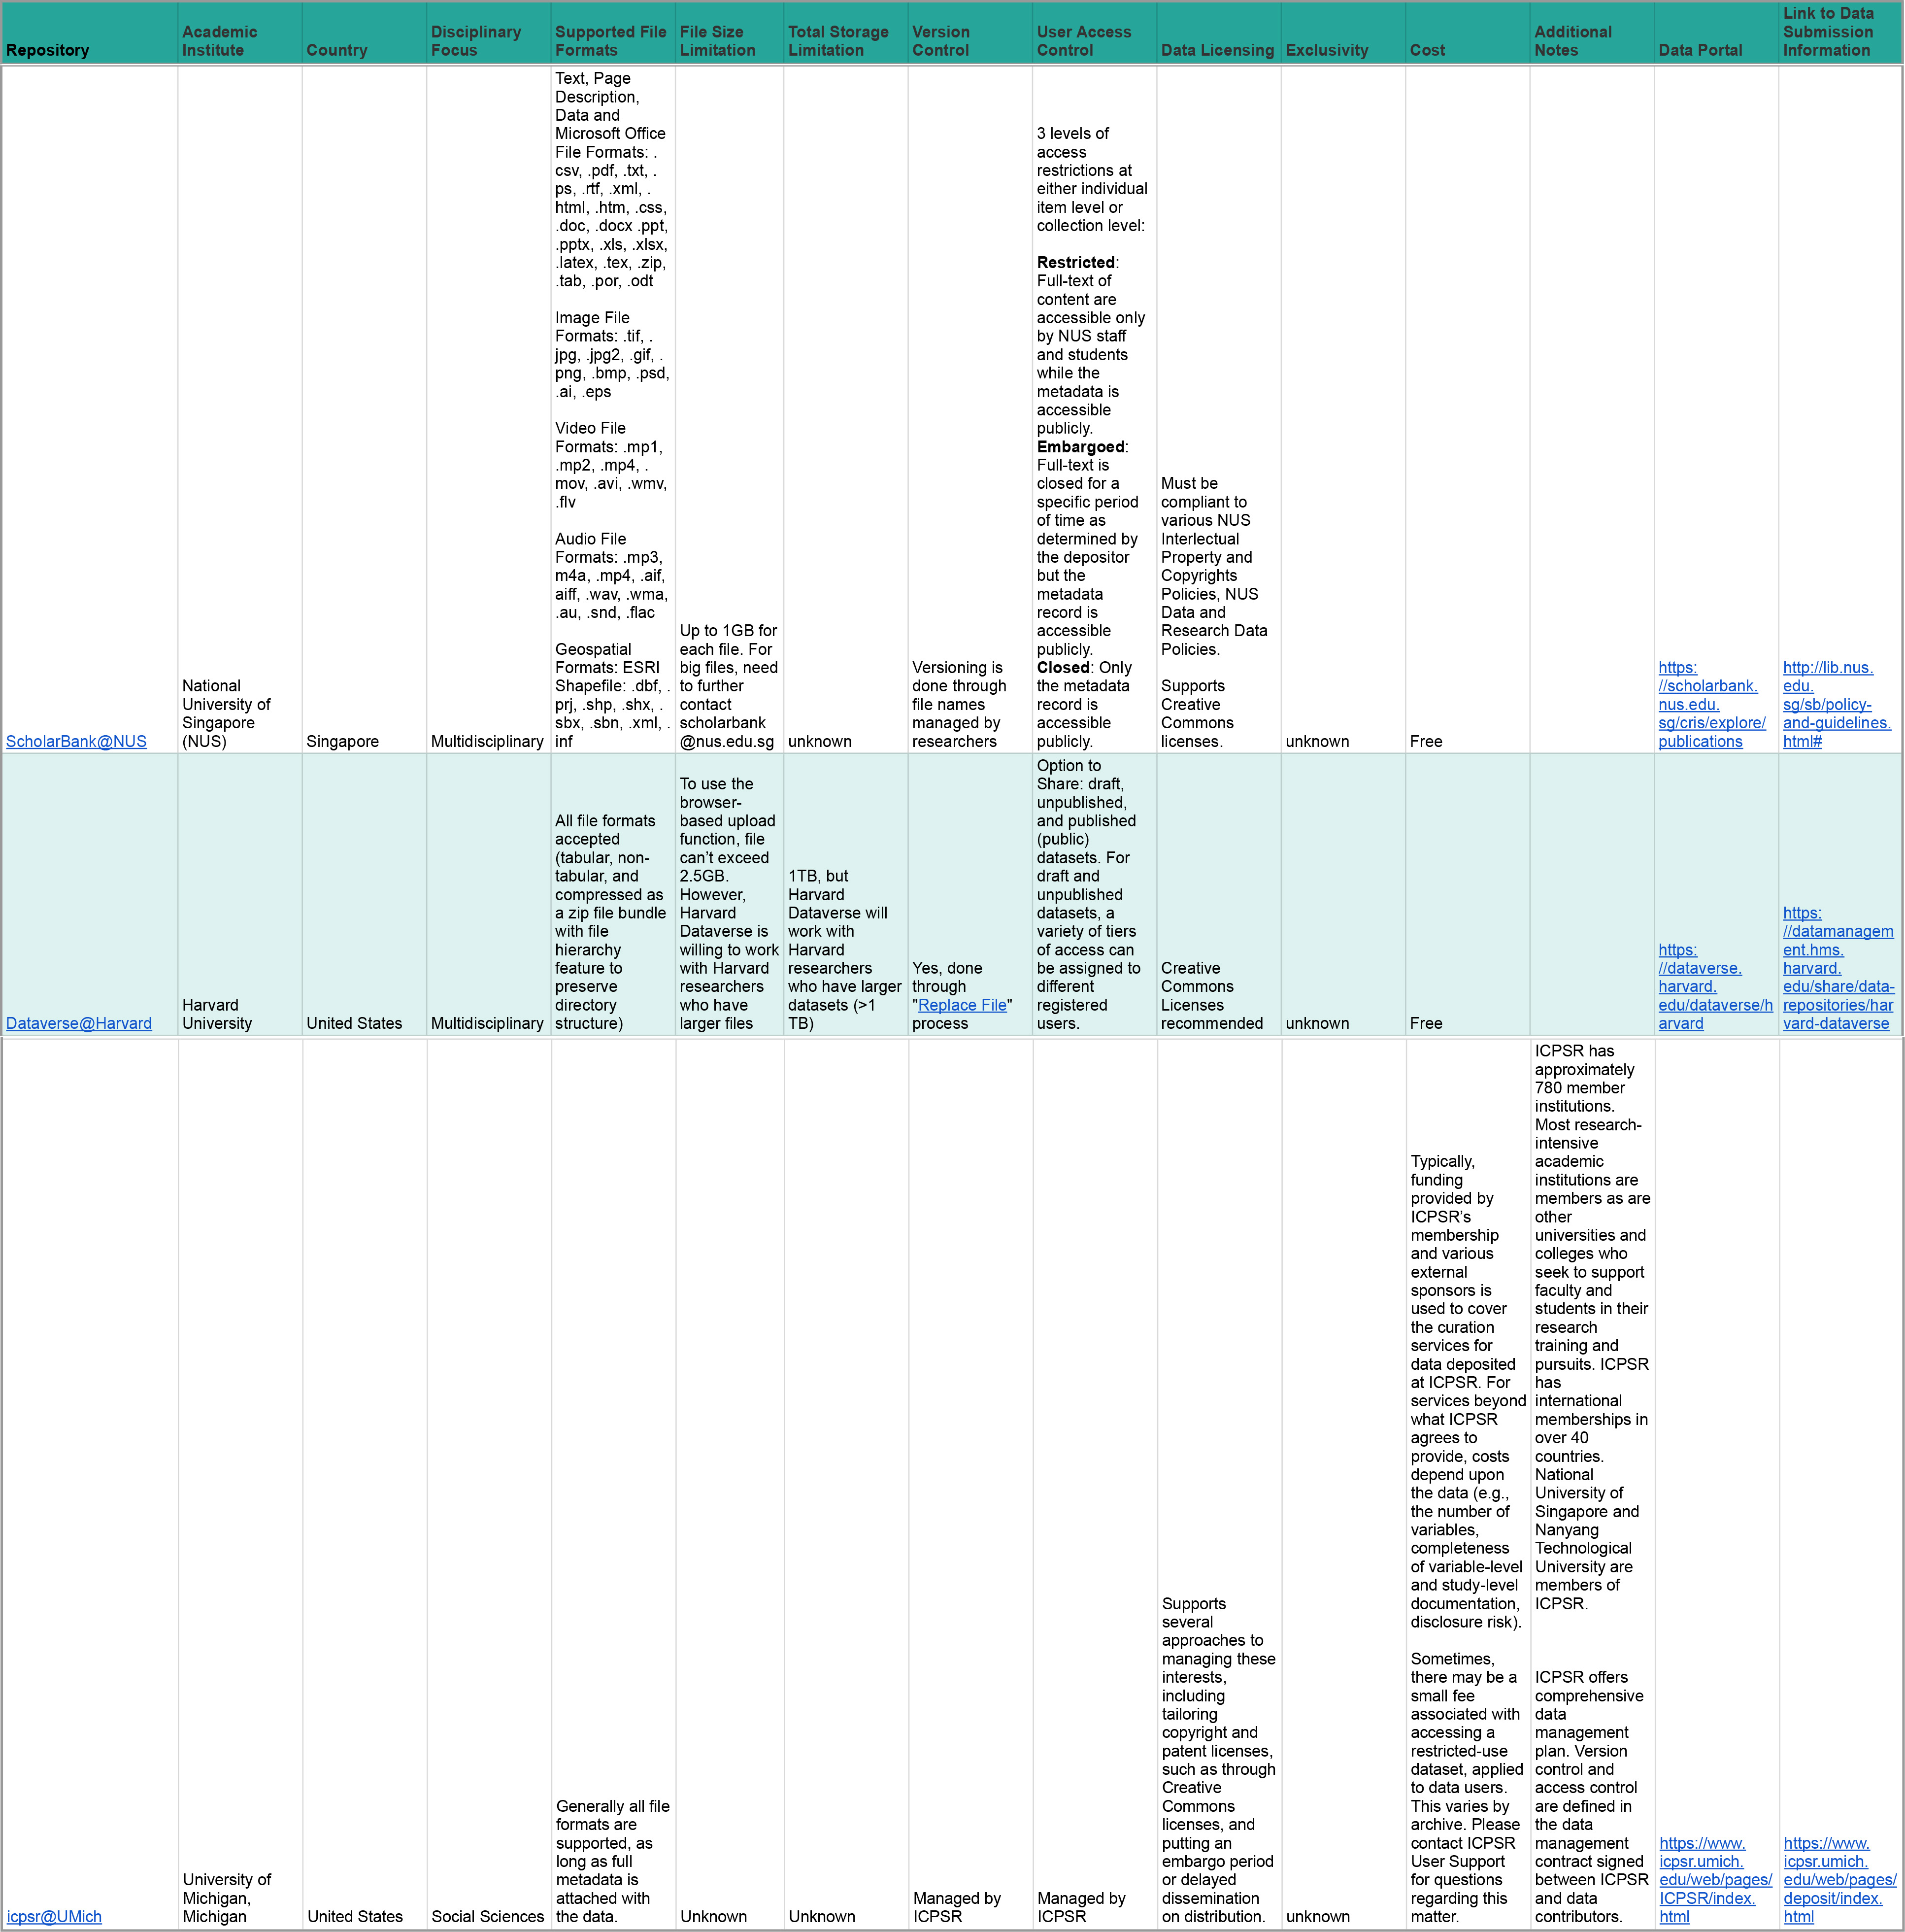 Repository
Academic
Institute
Country
Disciplinary
Focus
Supported File
Formats
File Size
Limitation
Total Storage
Limitation
Version
Control
User Access
Control
Data Licensing
Exclusivity
Cost
Additional
Notes
Data Portal
Link to Data
Submission
Information
ScholarBank@NUS
National
University of
Singapore
(NUS)
Singapore
Multidisciplinary
Text, Page
Description,
Data and
Microsoft Office
File Formats: .
csv, .pdf, .txt, .
ps, .rtf, .xml, .
html, .htm, .css,
.doc, .docx .ppt,
.pptx, .xls, .xlsx,
.latex, .tex, .zip,
.tab, .por, .odt
Image File
Formats: .tif, .
jpg, .jpg2, .gif, .
png, .bmp, .psd,
.ai, .eps
Video File
Formats: .mp1,
.mp2, .mp4, .
mov, .avi, .wmv,
.flv
Audio File
Formats: .mp3,
m4a, .mp4, .aif,
aiff, .wav, .wma,
.au, .snd, .flac
Geospatial
Formats: ESRI
Shapefile: .dbf, .
prj, .shp, .shx, .
sbx, .sbn, .xml, .
inf
Up to 1GB for
each file. For
big files, need
to further
contact
scholarbank
@nus.edu.sg
unknown
Versioning is
done through
file names
managed by
researchers
3 levels of
access
restrictions at
either individual
item level or
collection level:
Restricted:
Full-text of
content are
accessible only
by NUS staff
and students
while the
metadata is
accessible
publicly.
Embargoed:
Full-text is
closed for a
specific period
of time as
determined by
the depositor
but the
metadata
record is
accessible
publicly.
Closed: Only
the metadata
record is
accessible
publicly.
Must be
compliant to
various NUS
Interlectual
Property and
Copyrights
Policies, NUS
Data and
Research Data
Policies.
Supports
Creative
Commons
licenses.
unknown
Free
https:
//scholarbank.
nus.edu.
sg/cris/explore/
publications
http://lib.nus.
edu.
sg/sb/policy-
and-guidelines.
html#
Dataverse@Harvard
Harvard
University
United States
Multidisciplinary
All file formats
accepted
(tabular, non-
tabular, and
compressed as
a zip file bundle
with file
hierarchy
feature to
preserve
directory
structure)
To use the
browser-
based upload
function, file
can't exceed
2.5GB.
However,
Harvard
Dataverse is
willing to work
with Harvard
researchers
who have
larger files
1TB, but
Harvard
Dataverse will
work with
Harvard
researchers
who have larger
datasets (>1
TB)
Yes, done
through
"Replace File"
process
Option to
Share: draft,
unpublished,
and published
(public)
datasets. For
draft and
unpublished
datasets, a
variety of tiers
of access can
be assigned to
different
registered
users.
Creative
Commons
Licenses
recommended
unknown
Free
https:
//dataverse.
harvard.
edu/dataverse/h
arvard
https:
//datamanagem
ent.hms.
harvard.
edu/share/data-
repositories/har
vard-dataverse
icpsr@UMich
University of
Michigan,
Michigan
United States
Social Sciences
Generally all file
formats are
supported, as
long as full
metadata is
attached with
the data.
Unknown
Unknown
Managed by
ICPSR
Managed by
ICPSR
Supports
several
approaches to
managing these
interests,
including
tailoring
copyright and
patent licenses,
such as through
Creative
Commons
licenses, and
putting an
embargo period
or delayed
dissemination
on distribution.
unknown
Typically,
funding
provided by
ICPSR's
membership
and various
external
sponsors is
used to cover
the curation
services for
data deposited
at ICPSR. For
services beyond
what ICPSR
agrees to
provide, costs
depend upon
the data (e.g.,
the number of
variables,
completeness
of variable-level
and study-level
documentation,
disclosure risk).
Sometimes,
there may be a
small fee
associated with
accessing a
restricted-use
dataset, applied
to data users.
This varies by
archive. Please
contact ICPSR
User Support
for questions
regarding this
matter.
ICPSR has
approximately
780 member
institutions.
Most research-
intensive
academic
institutions are
members as are
other
universities and
colleges who
seek to support
faculty and
students in their
research
training and
pursuits. ICPSR
has
international
memberships in
over 40
countries.
National
University of
Singapore and
Nanyang
Technological
University are
members of
ICPSR.
ICPSR offers
comprehensive
data
management
plan. Version
control and
access control
are defined in
the data
management
contract signed
between ICPSR
and data
contributors.
https://www.
icpsr.umich.
edu/web/pages/
ICPSR/index.
html
https://www.
icpsr.umich.
edu/web/pages/
deposit/index.
html